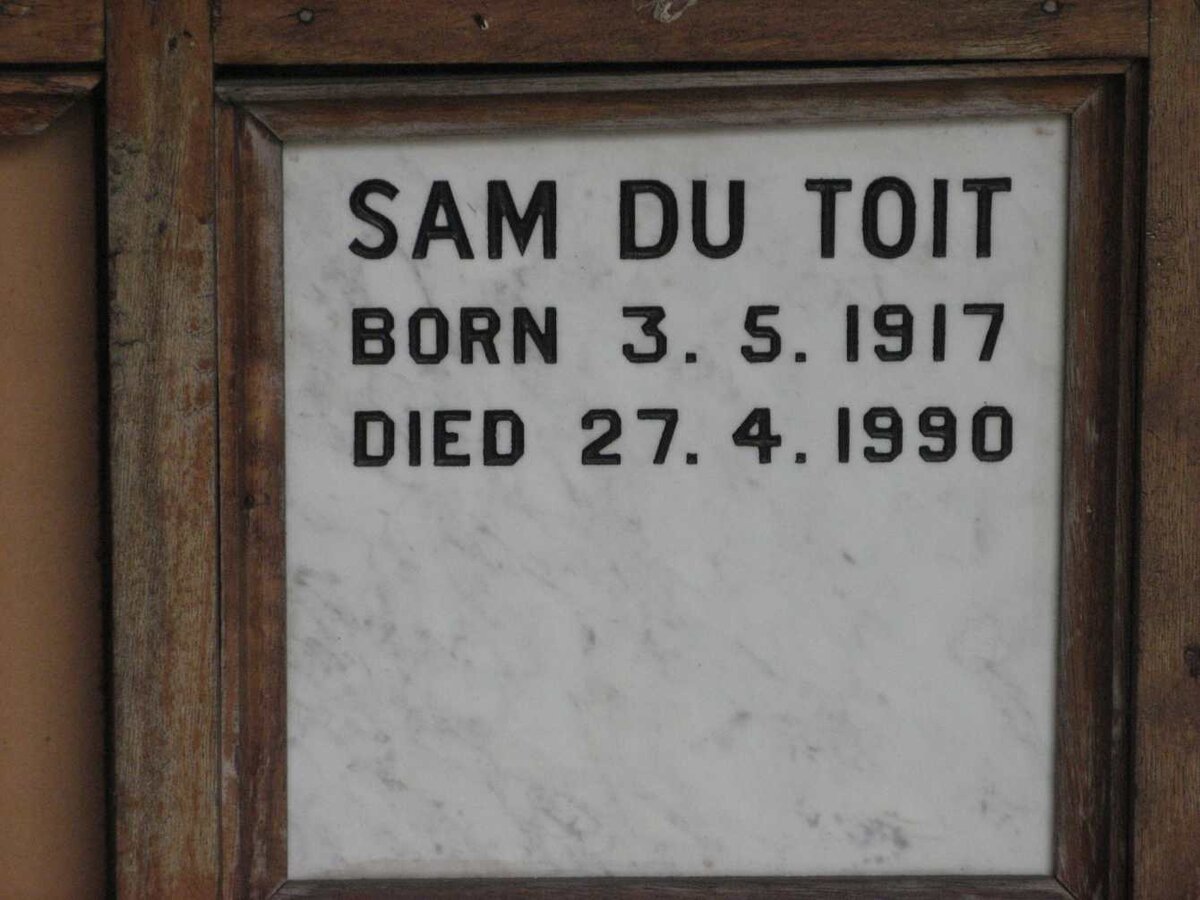 SAM DU TOIT
BORN 3. 5. 1917
DIED 27. 4. 1990